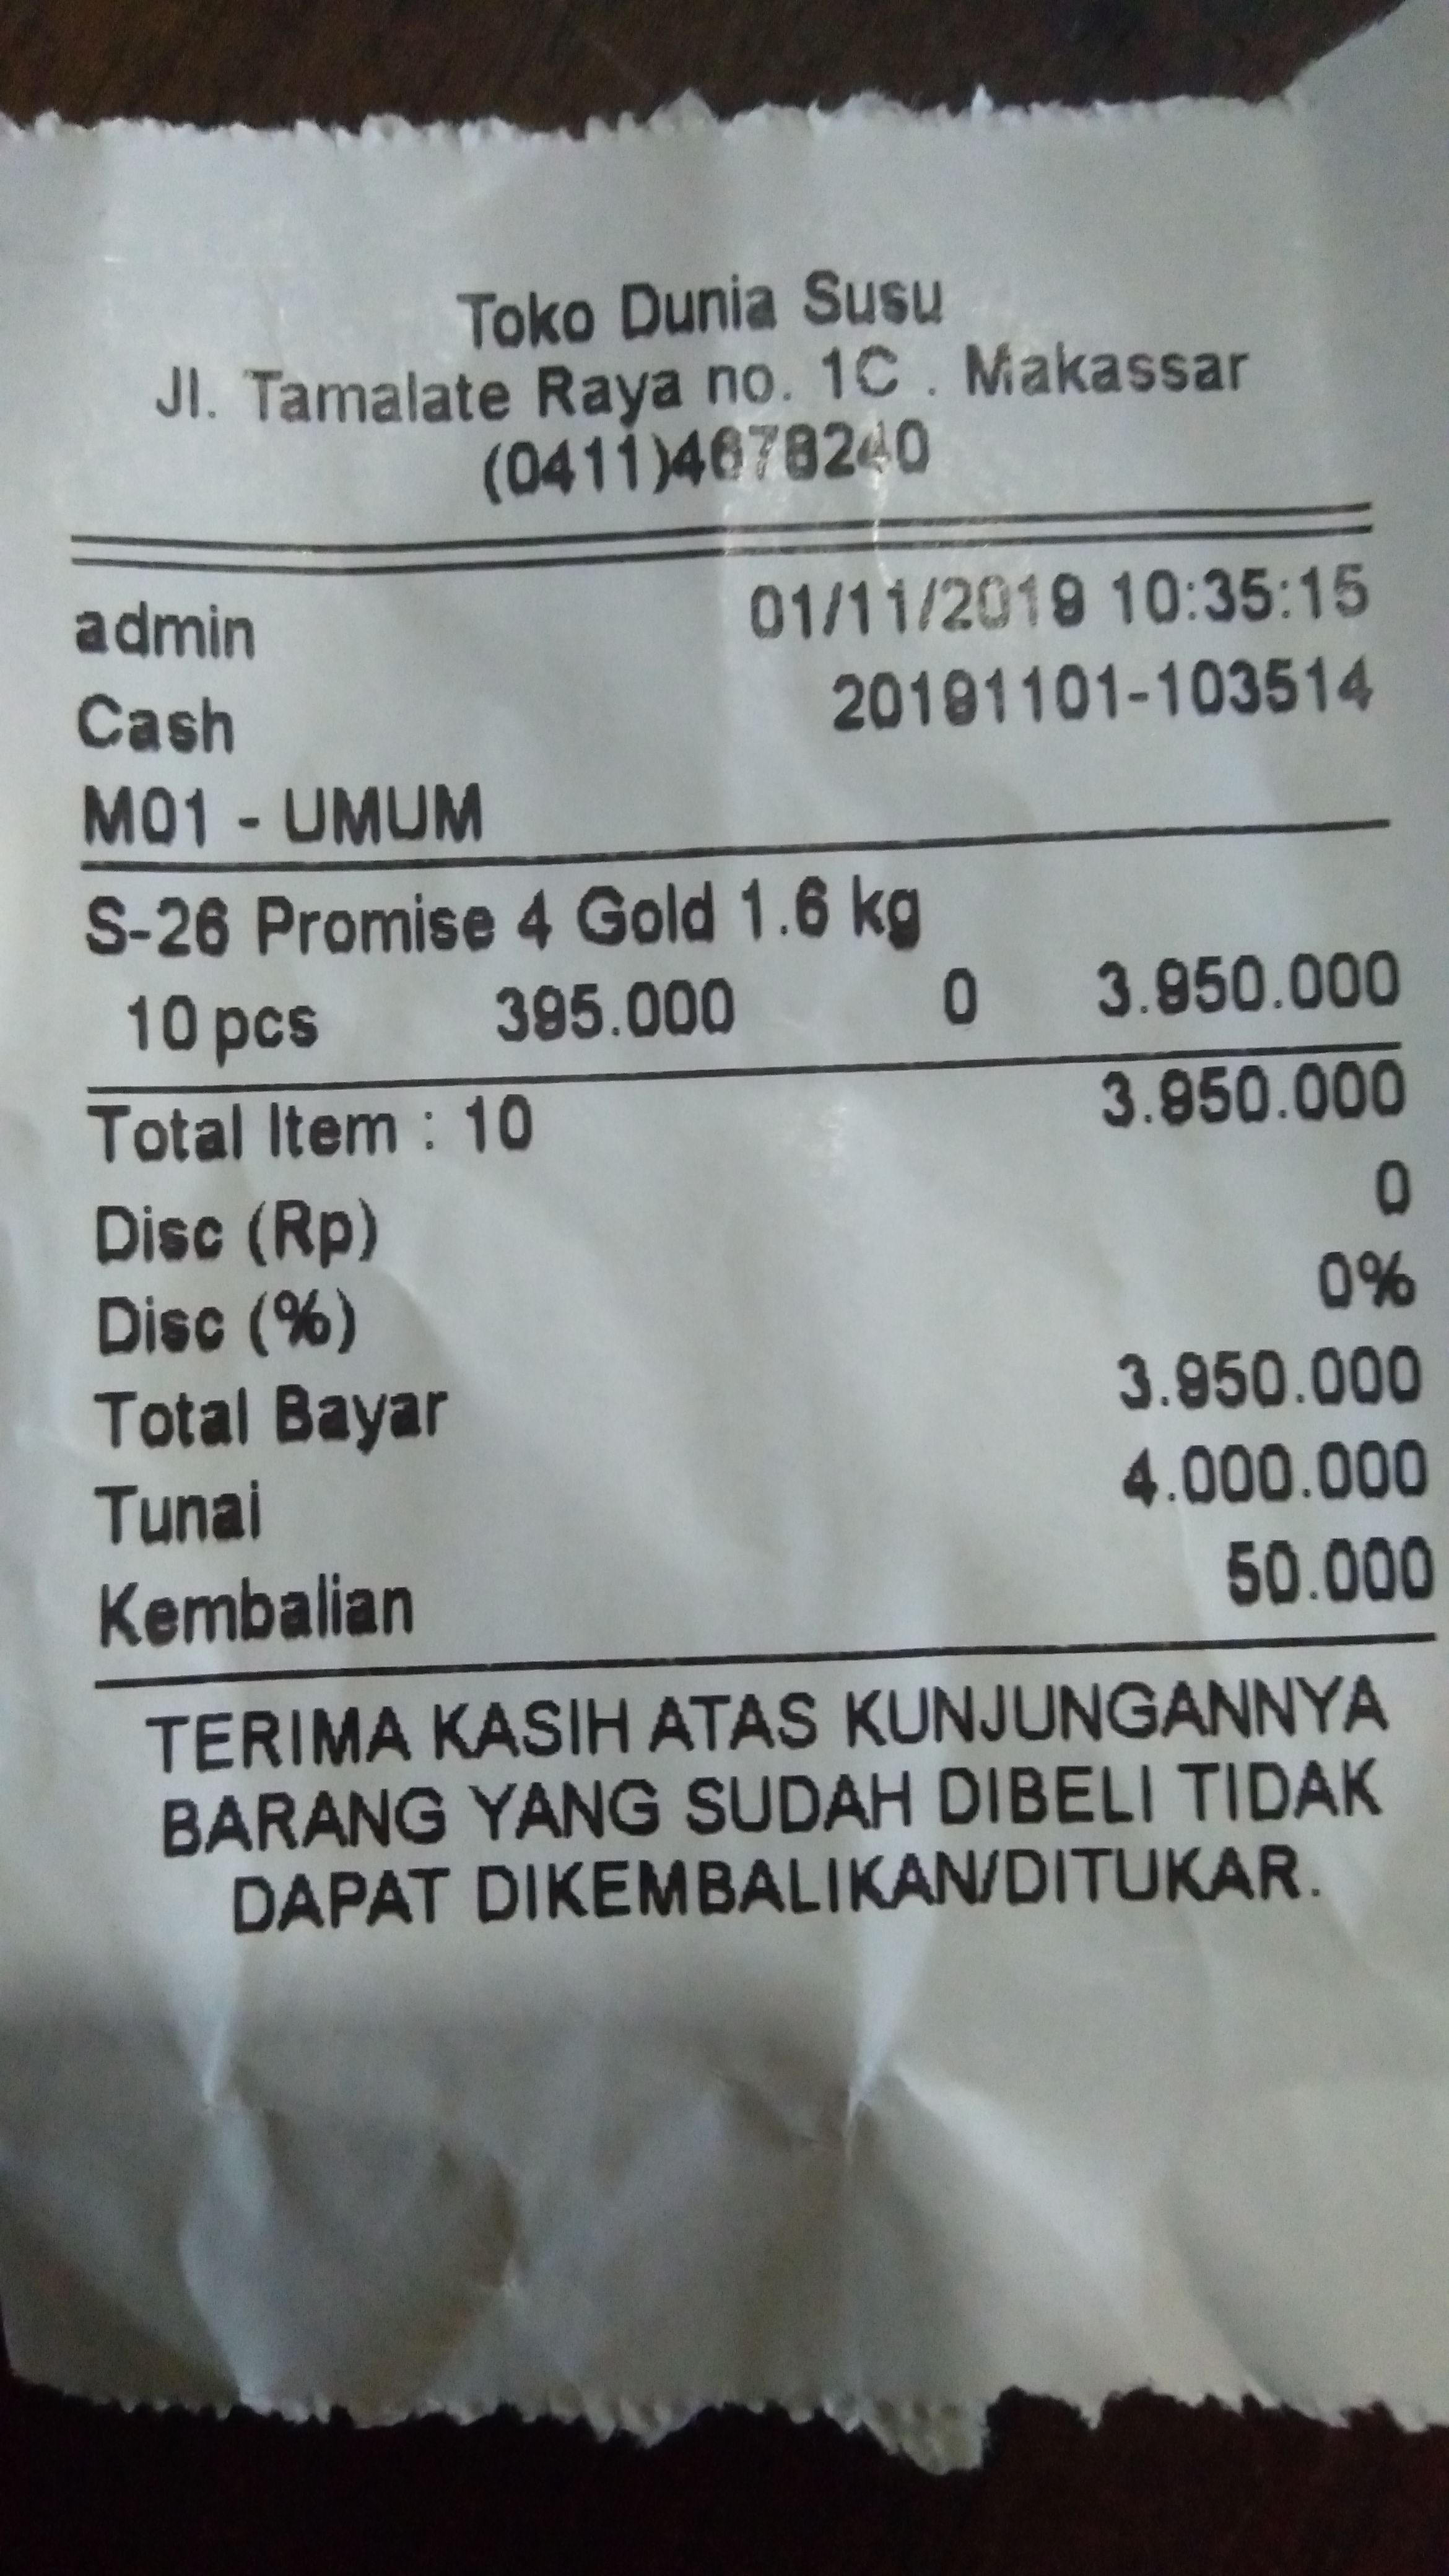 Toko Dunia Susu
Jl. Tamalate Raya no. 1C . Makassar
(0411)4678240
admin 01/11/2019 10:35:15
Cash 20191101-103514
M01 - UMUM
S-26 Promise 4 Gold 1.6 kg
10 pcs 395.000 0 3.950.000
Total Item : 10 3.950.000
Disc (Rp) 0
Disc (%) 0%
Total Bayar 3.950.000
Tunai 4.000.000
Kembalian 50.000
TERIMA KASIH ATAS KUNJUNGANNYA
BARANG YANG SUDAH DIBELI TIDAK
DAPAT DIKEMBALIKAN/DITUKAR.